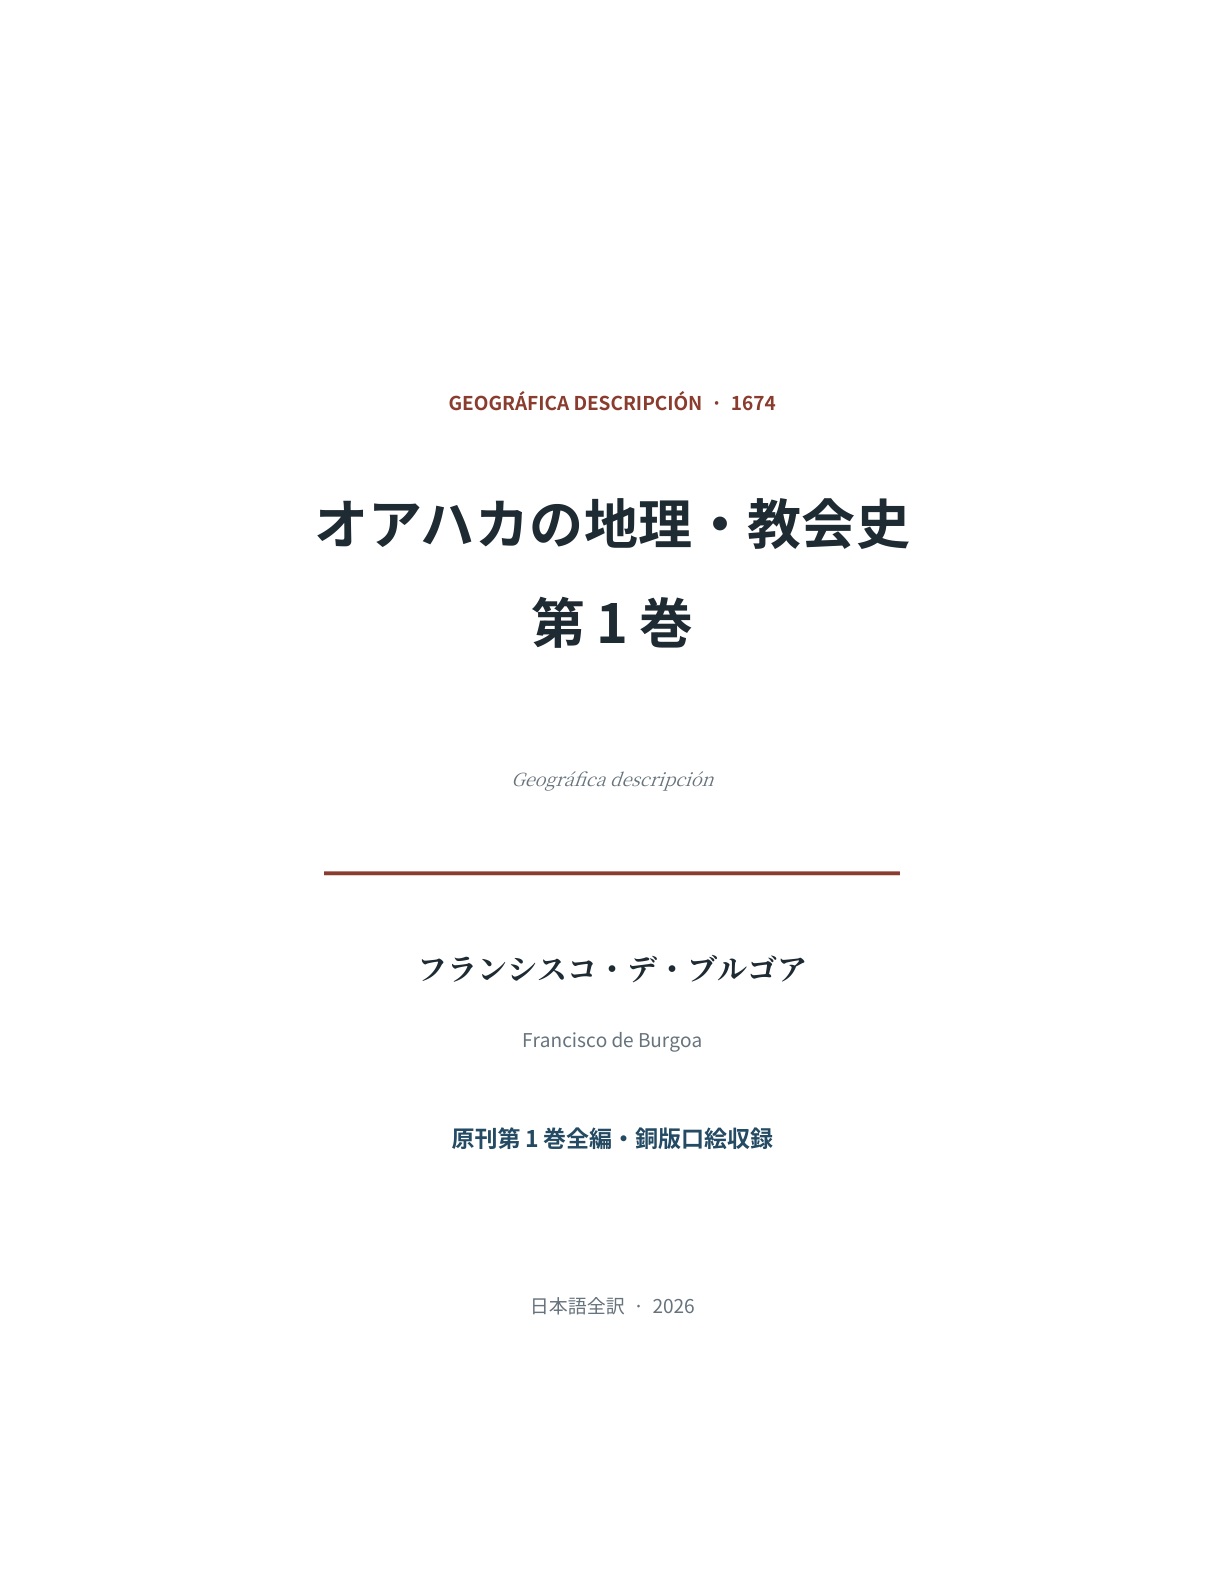 GEOGRÁFICA DESCRIPCIÓN · 1674
オアハカの地理・教会史
第 1 巻
Geográfica descripción
フランシスコ・デ・ブルゴア
Francisco de Burgoa
原刊第 1 巻全編・銅版口絵収録
日本語全訳 · 2026